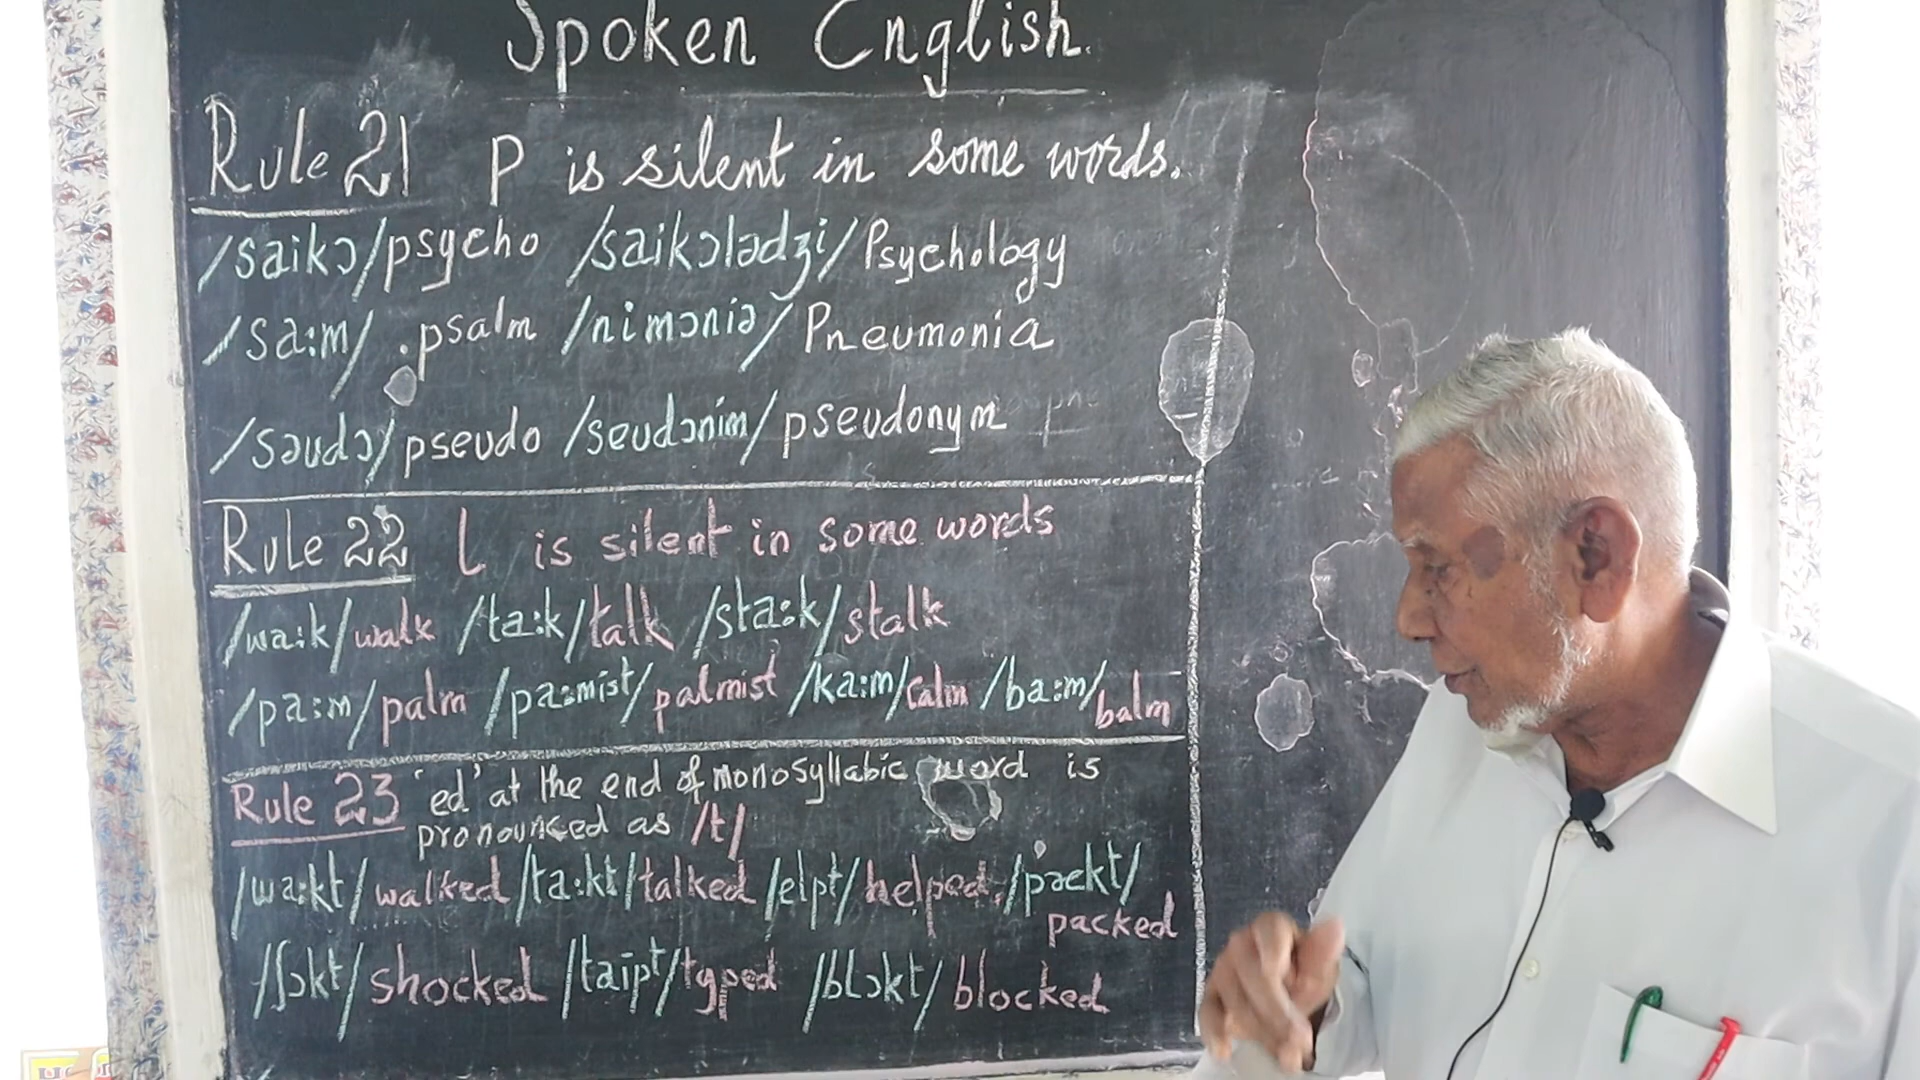 Spoken English.
Rule 21 P is silent in some words.
/saikɔ/psycho /saikɔlədʒi/Psychology
/sa:m/ psalm /nimɔniə/ Pneumonia
/səudɔ/pseudo /seudɔnim/ pseudonym
Rule 22 l is silent in some words
/wa:k/walk /ta:k/talk /sta:k/stalk
/pa:m/palm /pa:mist/palmist /ka:m/calm /ba:m/balm
Rule 23 'ed' at the end of monosyllabic word is
pronounced as /t/
/wa:kt/walked /ta:kt/talked /elpt/helped, /pækt/
packed
/ʃɔkt/shocked /taipt/typed /blɔkt/blocked